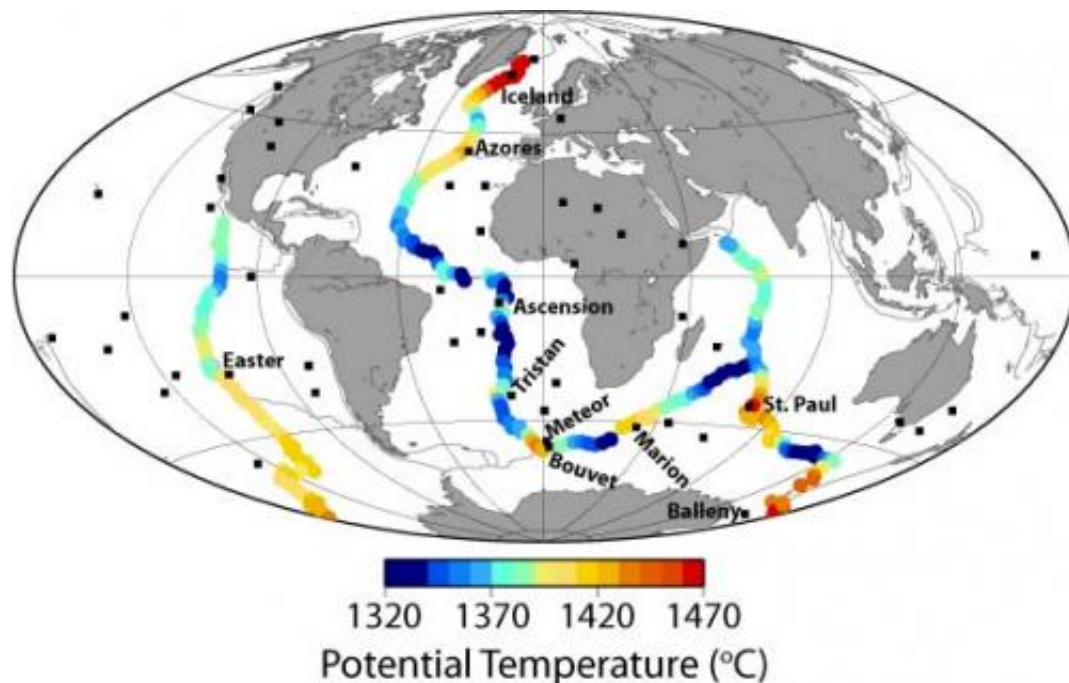 Iceland
Azores
Ascension
Easter
Tristan
Meteor
St. Paul
Bouvet
Marion
Balleny
1320 1370 1420 1470
Potential Temperature (°C)